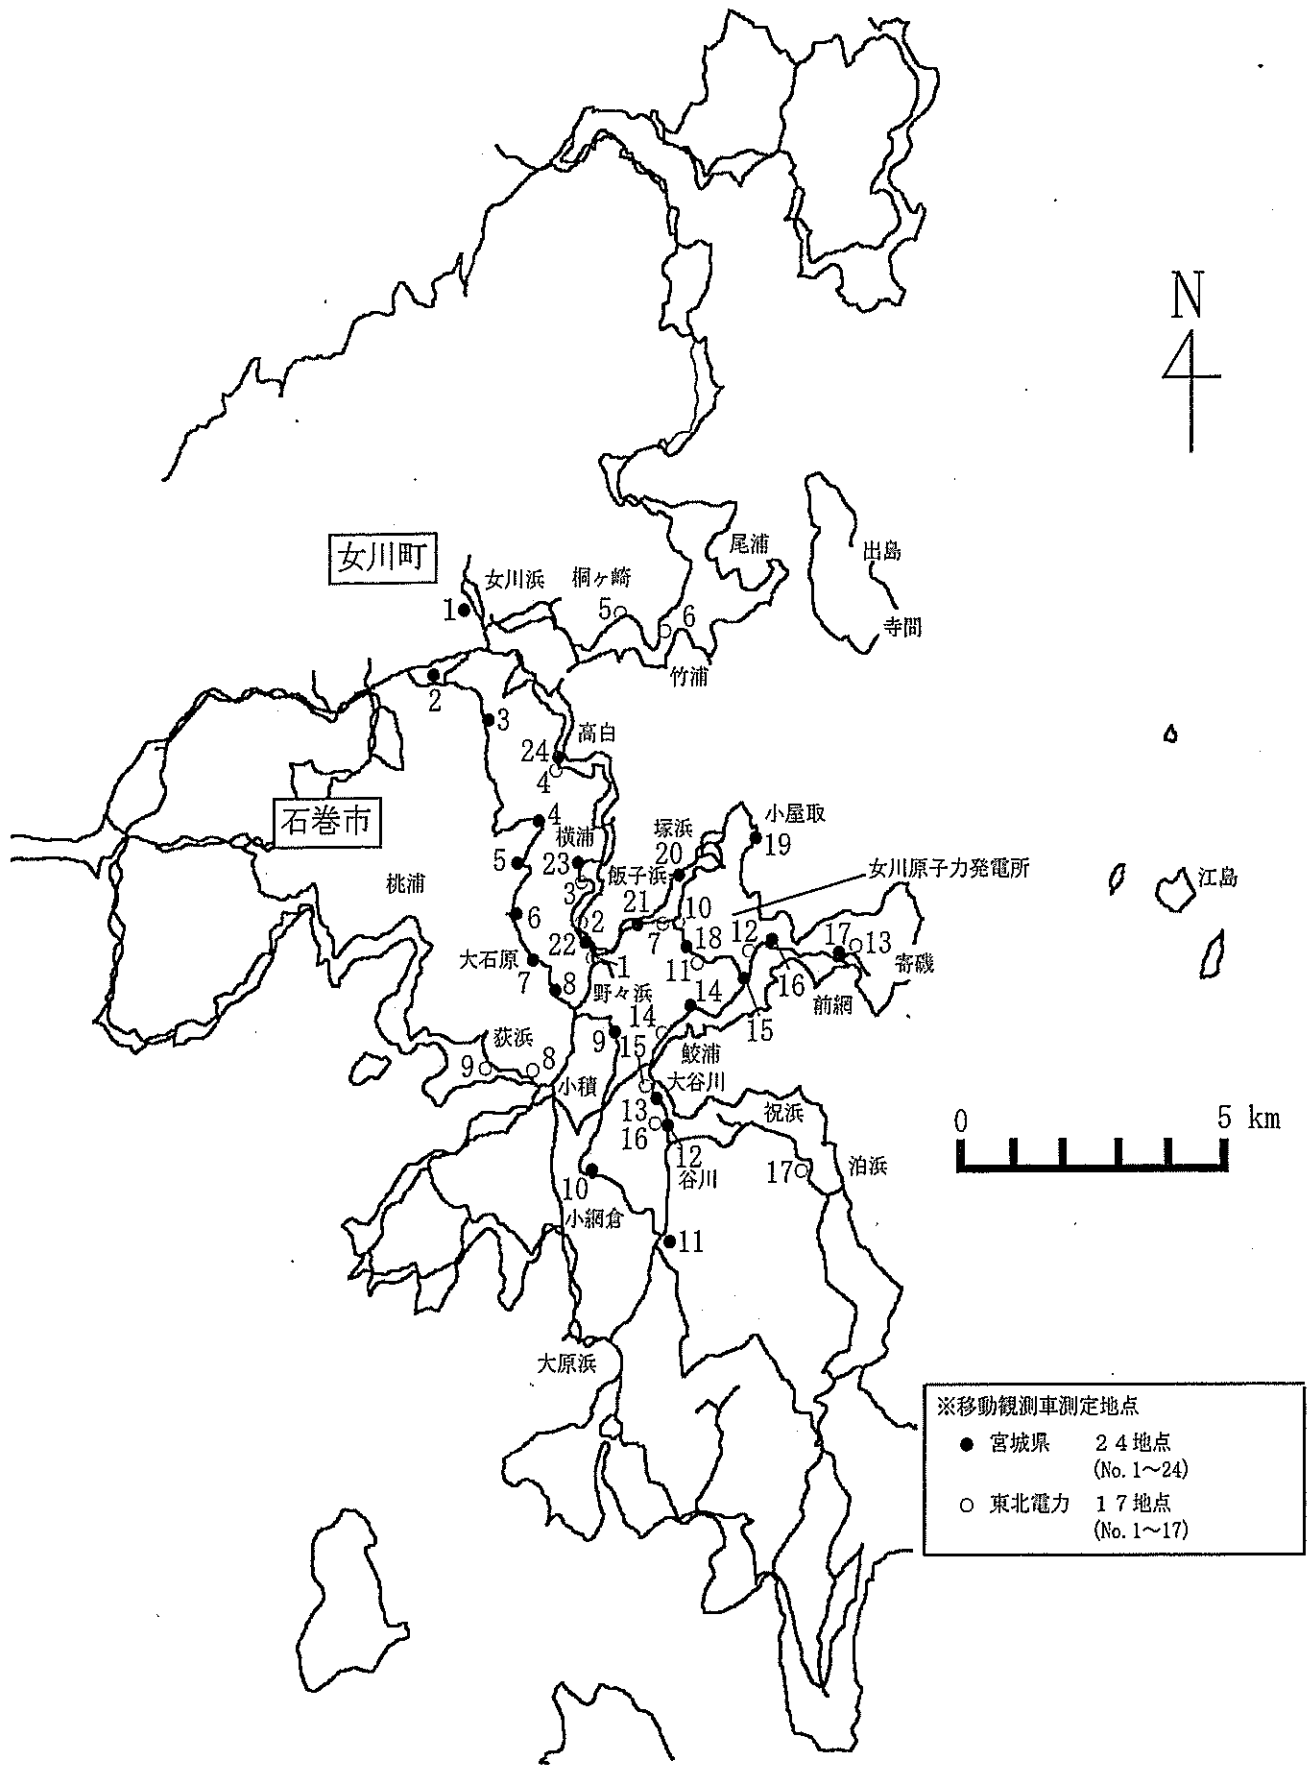 N
女川町
女川浜
桐ヶ崎
尾浦
出島
寺間
1
5
6
竹浦
2
3
高白
24
4
石巻市
4
横浦
塚浜
小屋取
19
5
23
20
桃浦
飯子浜
女川原子力発電所
江島
3
21
10
6
2
7
18
12
17
13
22
大石原
1
11
16
寄磯
7
8
野々浜
14
15
前網
荻浜
9
14
鮫浦
9
8
15
小積
大谷川
13
祝浜
16
0
5 km
12
10
谷川
17
泊浜
小網倉
11
大原浜
※移動観測車測定地点
● 宮城県 24地点
(No.1~24)
○ 東北電力 17地点
(No.1~17)